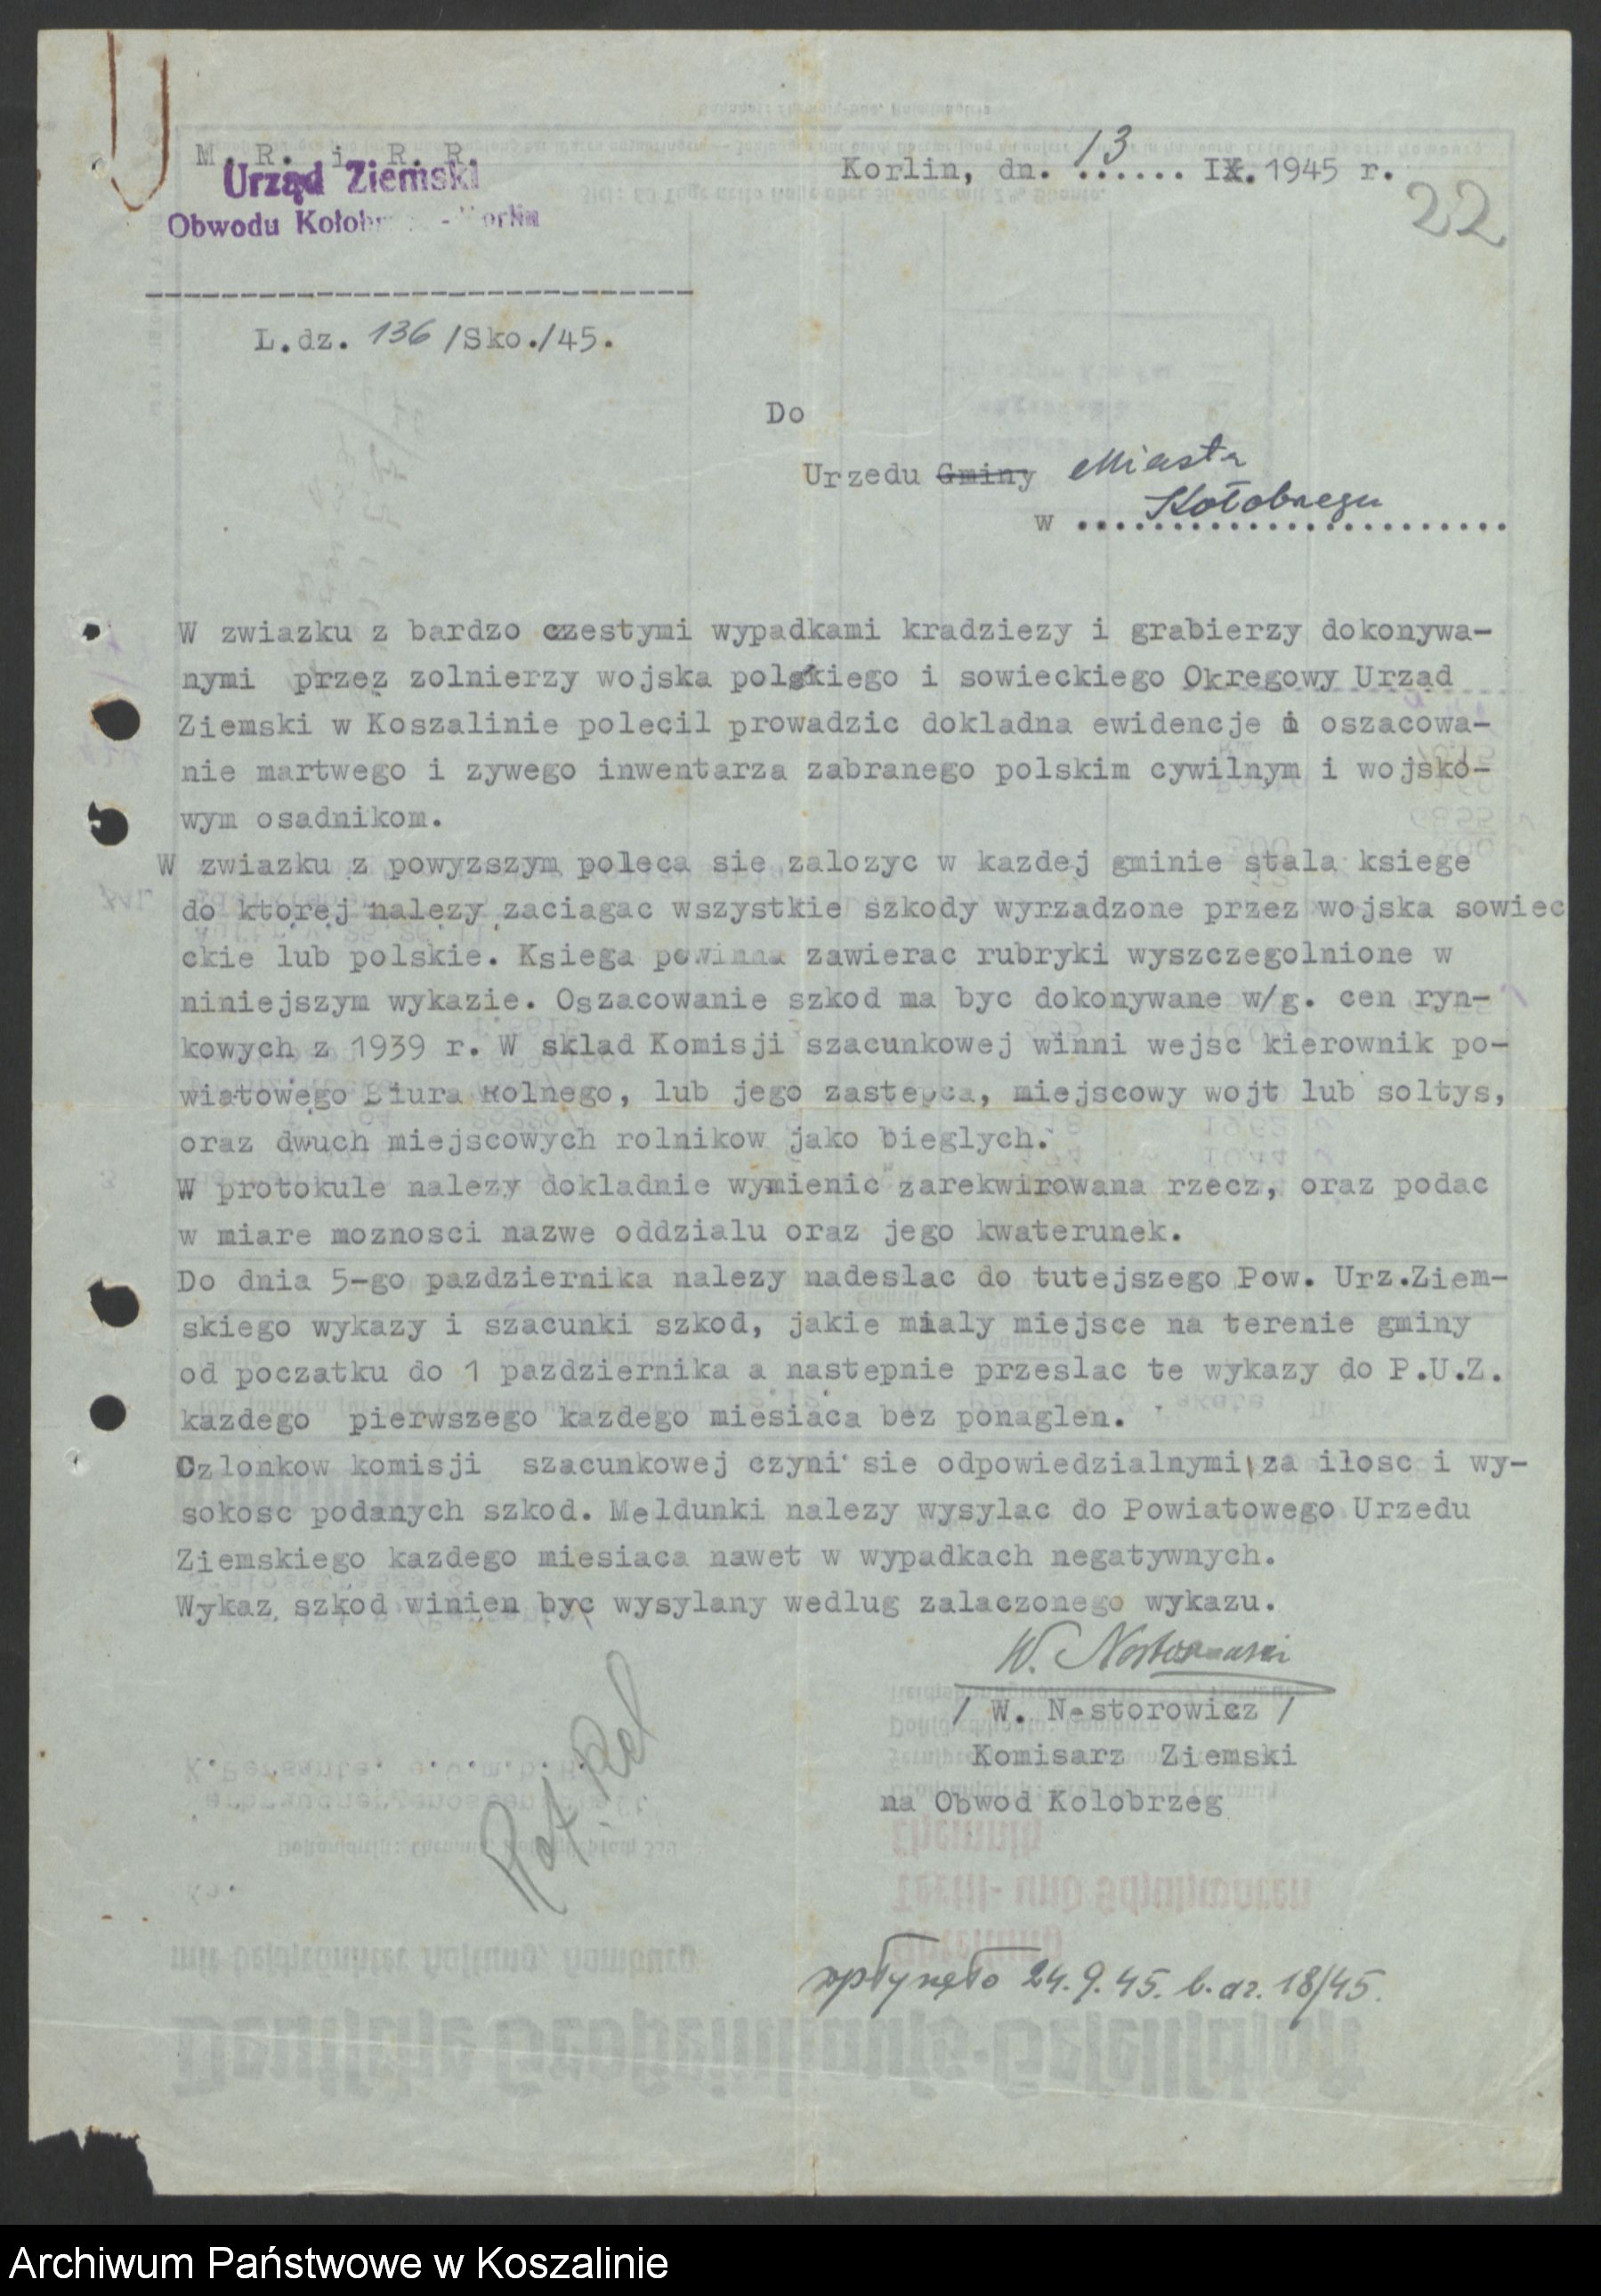 M. R. i R. R.
Urząd Ziemski
Obwodu Kołob - Korlin
Korlin, dn. 13 ...... IX. 1945 r.
22
L.dz. 136 /Sko./45.
Do
Urzedu Gminy Miasta
w Kołobrzegu
W zwiazku z bardzo czestymi wypadkami kradziezy i grabierzy dokonywa-
nymi przez zolnierzy wojska polskiego i sowieckiego Okregowy Urzad
Ziemski w Koszalinie polecil prowadzic dokladna ewidencje i oszacowa-
nie martwego i zywego inwentarza zabranego polskim cywilnym i wojsko-
wym osadnikom.
W zwiazku z powyzszym poleca sie zalozyc w kazdej gminie stala ksiege
do ktorej nalezy zaciagac wszystkie szkody wyrzadzone przez wojska sowiec
ckie lub polskie. Ksiega powinna zawierac rubryki wyszczegolnione w
niniejszym wykazie. Oszacowanie szkod ma byc dokonywane w/g. cen ryn-
kowych z 1939 r. W sklad Komisji szacunkowej winni wejsc kierownik po-
wiatowego Biura Rolnego, lub jego zastepca, miejscowy wojt lub soltys,
oraz dwuch miejscowych rolnikow jako bieglych.
W protokule nalezy dokladnie wymienic zarekwirowana rzecz, oraz podac
w miare moznosci nazwe oddzialu oraz jego kwaterunek.
Do dnia 5-go pazdziernika nalezy nadeslac do tutejszego Pow. Urz.Ziem-
skiego wykazy i szacunki szkod, jakie mialy miejsce na terenie gminy
od poczatku do 1 pazdziernika a nastepnie przeslac te wykazy do P.U.Z.
kazdego pierwszego kazdego miesiaca bez ponaglen.
Czlonkow komisji szacunkowej czyni sie odpowiedzialnymi za ilosc i wy-
sokosc podanych szkod. Meldunki nalezy wysylac do Powiatowego Urzedu
Ziemskiego kazdego miesiaca nawet w wypadkach negatywnych.
Wykaz szkod winien byc wysylany wedlug zalaczonego wykazu.
/ W. Nestorowicz /
Komisarz Ziemski
na Obwod Kolobrzeg
wpłynęło 24.9.45. l. dz. 18/45.
Archiwum Państwowe w Koszalinie